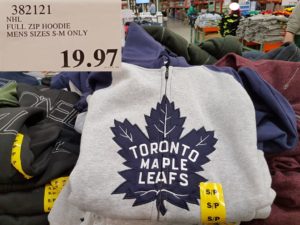 382121
NHL
FULL ZIP HOODIE
MENS SIZES S-M ONLY
19.97
TORONTO
MAPLE
LEAFS
S/P
S/P
S/P